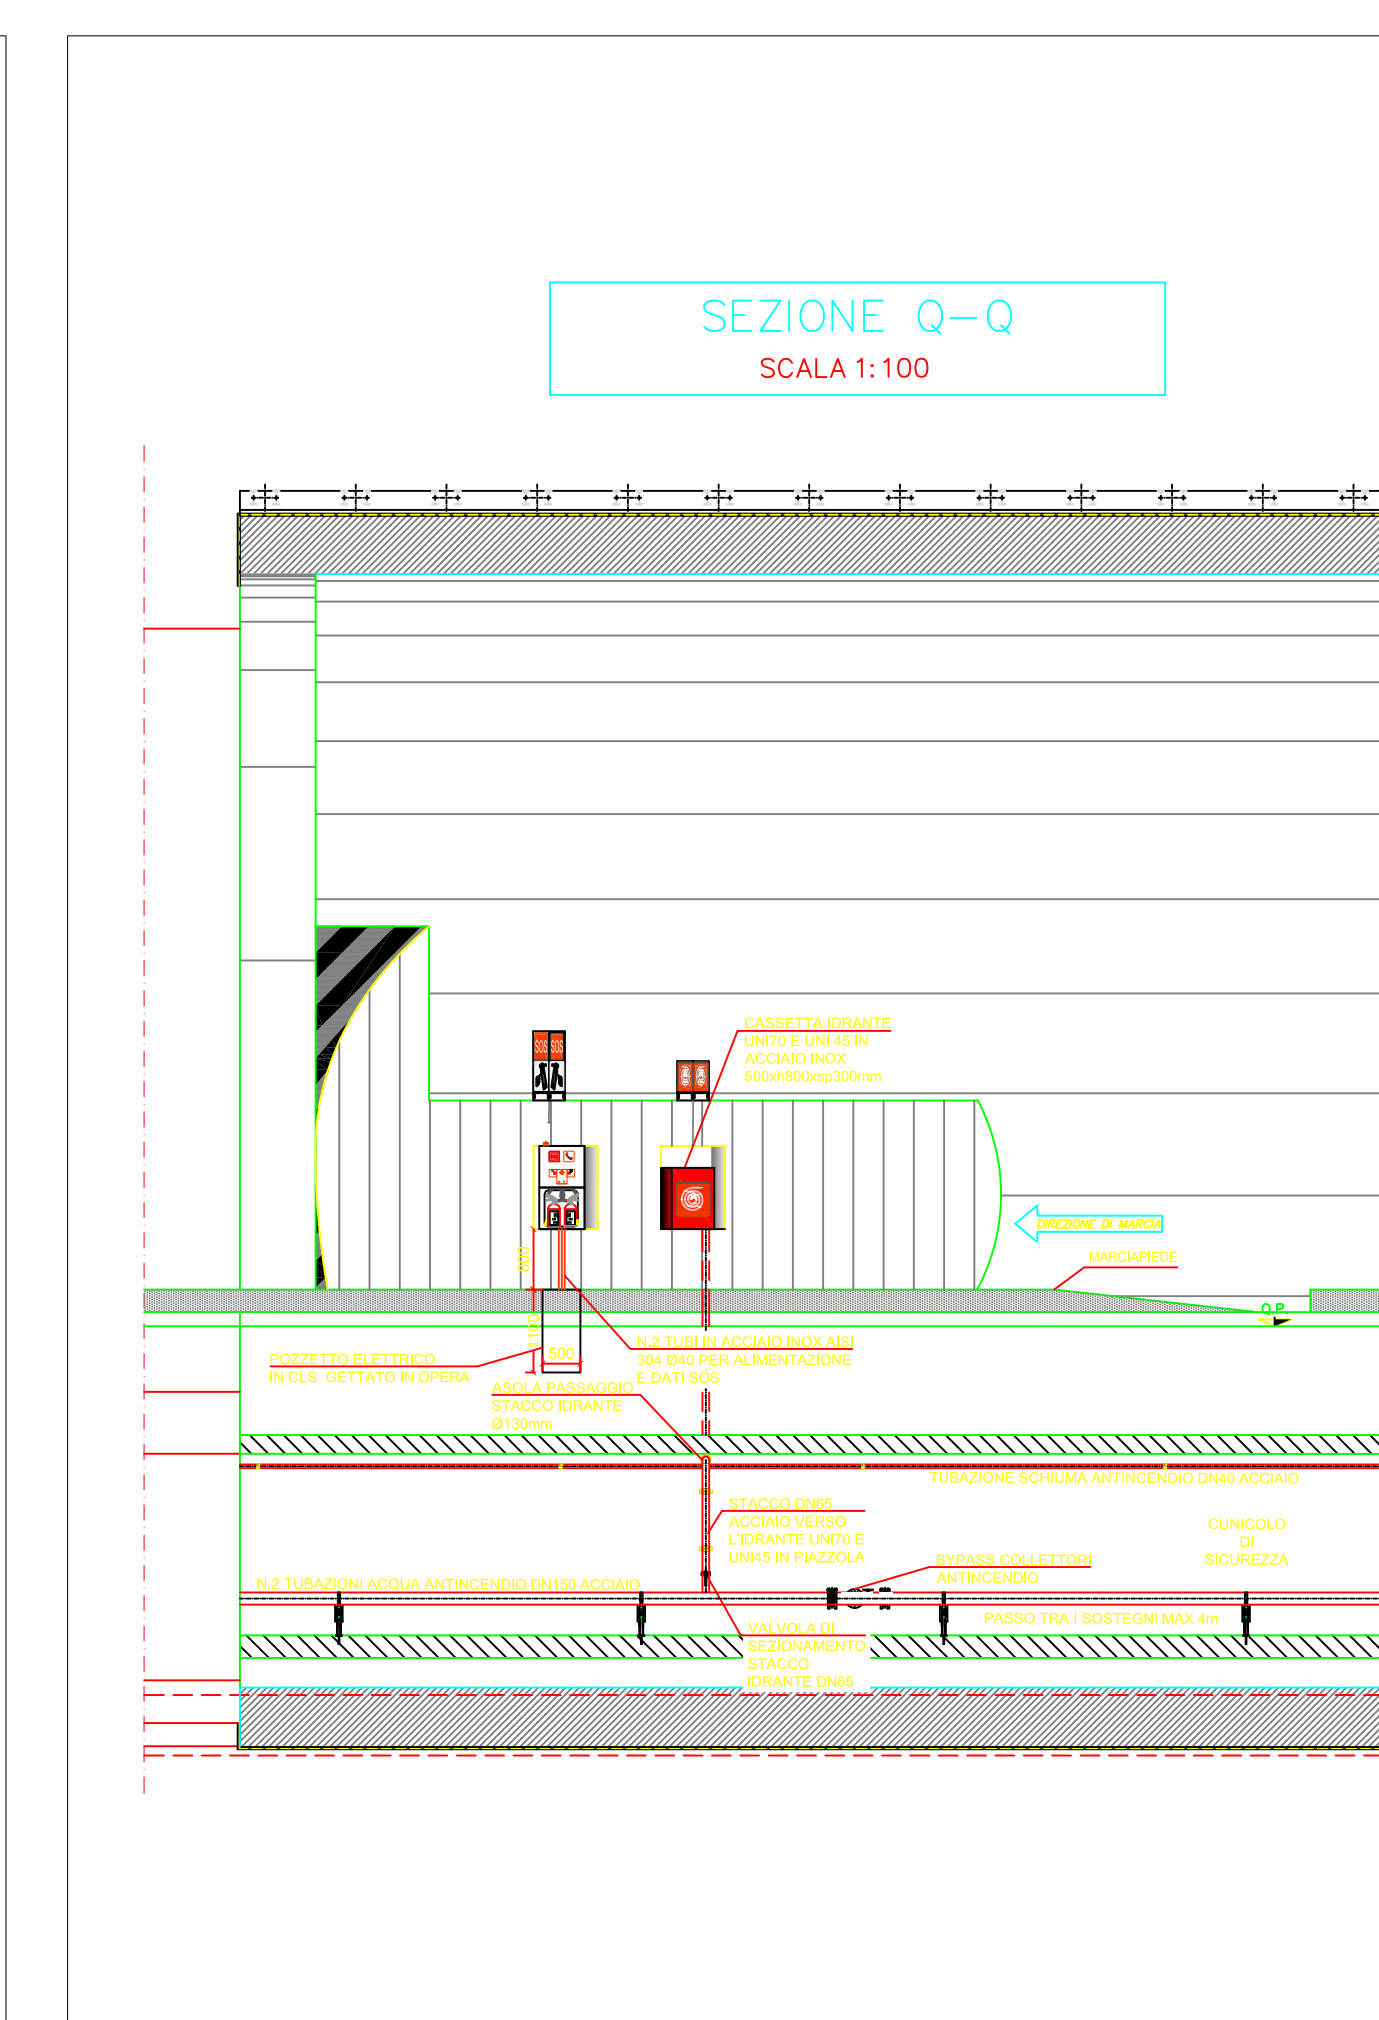 SEZIONE Q-Q
SCALA 1:100
SOS SOS
CASSETTA IDRANTE
UNI70 E UNI 45 IN
ACCIAIO INOX
500xh800xsp300mm
DIREZIONE DI MARCIA
MARCIAPIEDE
800
Q.P.
1100
500
N.2 TUBI IN ACCIAIO INOX AISI
304 Ø40 PER ALIMENTAZIONE
E DATI SOS
POZZETTO ELETTRICO
IN CLS GETTATO IN OPERA
ASOLA PASSAGGIO
STACCO IDRANTE
Ø130mm
TUBAZIONE SCHIUMA ANTINCENDIO DN40 ACCIAIO
STACCO DN65
ACCIAIO VERSO
L'IDRANTE UNI70 E
UNI45 IN PIAZZOLA
CUNICOLO
DI
SICUREZZA
BYPASS COLLETTORI
ANTINCENDIO
N.2 TUBAZIONI ACQUA ANTINCENDIO DN150 ACCIAIO
PASSO TRA I SOSTEGNI MAX 4m
VALVOLA DI
SEZIONAMENTO
STACCO
IDRANTE DN65